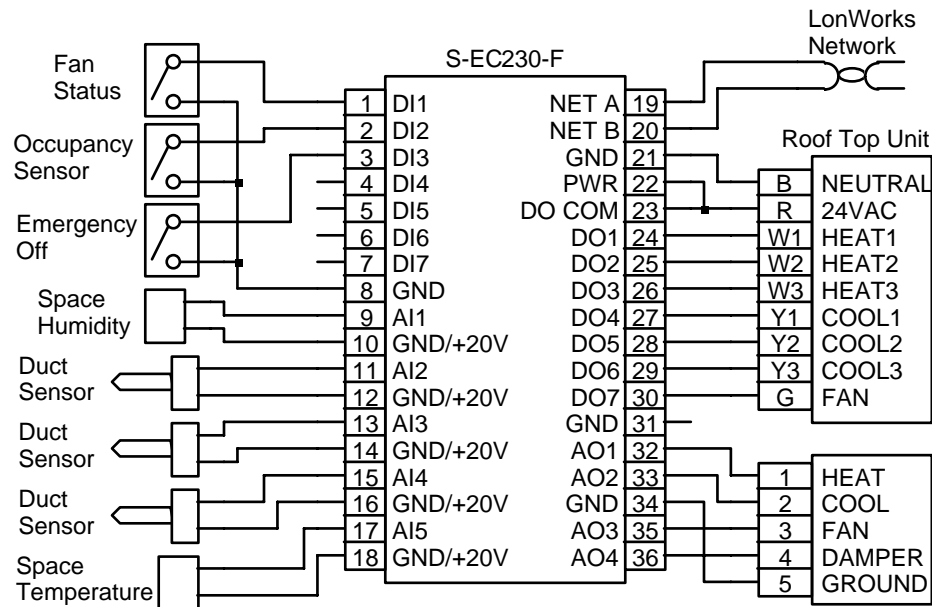 LonWorks
Network
S-EC230-F
Fan
Status
Occupancy
Sensor
Emergency
Off
Space
Humidity
Duct
Sensor
Duct
Sensor
Duct
Sensor
Space
Temperature
1 DI1
2 DI2
3 DI3
4 DI4
5 DI5
6 DI6
7 DI7
8 GND
9 AI1
10 GND/+20V
11 AI2
12 GND/+20V
13 AI3
14 GND/+20V
15 AI4
16 GND/+20V
17 AI5
18 GND/+20V
NET A 19
NET B 20
GND 21
PWR 22
DO COM 23
DO1 24
DO2 25
DO3 26
DO4 27
DO5 28
DO6 29
DO7 30
GND 31
AO1 32
AO2 33
GND 34
AO3 35
AO4 36
Roof Top Unit
B NEUTRAL
R 24VAC
W1 HEAT1
W2 HEAT2
W3 HEAT3
Y1 COOL1
Y2 COOL2
Y3 COOL3
G FAN
1 HEAT
2 COOL
3 FAN
4 DAMPER
5 GROUND